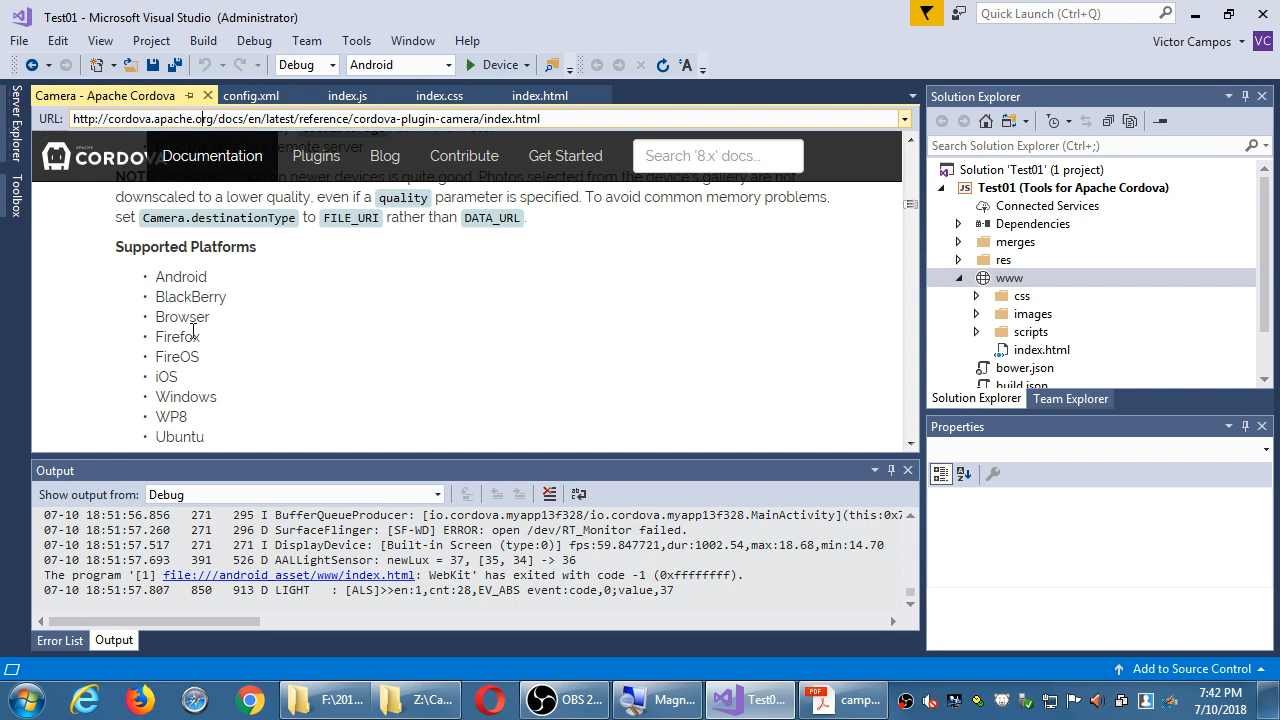 Test01 - Microsoft Visual Studio (Administrator)
Quick Launch (Ctrl+Q)
File Edit View Project Build Debug Team Tools Window Help
Victor Campos VC
Debug Android Device
Server Explorer
Toolbox
Camera - Apache Cordova config.xml index.js index.css index.html
URL: http://cordova.apache.org/docs/en/latest/reference/cordova-plugin-camera/index.html
APACHE CORDOVA Documentation Plugins Blog Contribute Get Started Search '8.x' docs...
remote server
NOTE on newer devices is quite good. Photos selected from the device's gallery are not
downscaled to a lower quality, even if a quality parameter is specified. To avoid common memory problems,
set Camera.destinationType to FILE_URI rather than DATA_URL.
Supported Platforms
• Android
• BlackBerry
• Browser
• Firefox
• FireOS
• iOS
• Windows
• WP8
• Ubuntu
Output
Show output from: Debug
07-10 18:51:56.856 271 295 I BufferQueueProducer: [io.cordova.myapp13f328/io.cordova.myapp13f328.MainActivity](this:0x7
07-10 18:51:57.260 271 296 D SurfaceFlinger: [SF-WD] ERROR: open /dev/RT_Monitor failed.
07-10 18:51:57.517 271 271 I DisplayDevice: [Built-in Screen (type:0)] fps:59.847721,dur:1002.54,max:18.68,min:14.70
07-10 18:51:57.693 391 526 D AALLightSensor: newLux = 37, [35, 34] -> 36
The program '[1] file:///android_asset/www/index.html: WebKit' has exited with code -1 (0xffffffff).
07-10 18:51:57.807 850 913 D LIGHT : [ALS]>>en:1,cnt:28,EV_ABS event:code,0;value,37
Error List Output
Solution Explorer
Search Solution Explorer (Ctrl+;)
Solution 'Test01' (1 project)
Test01 (Tools for Apache Cordova)
Connected Services
Dependencies
merges
res
www
css
images
scripts
index.html
bower.json
build.json
Solution Explorer Team Explorer
Properties
Add to Source Control
F:\201... Z:\Ca... OBS 2... Magn... Test0... PDF camp...
7:42 PM
7/10/2018